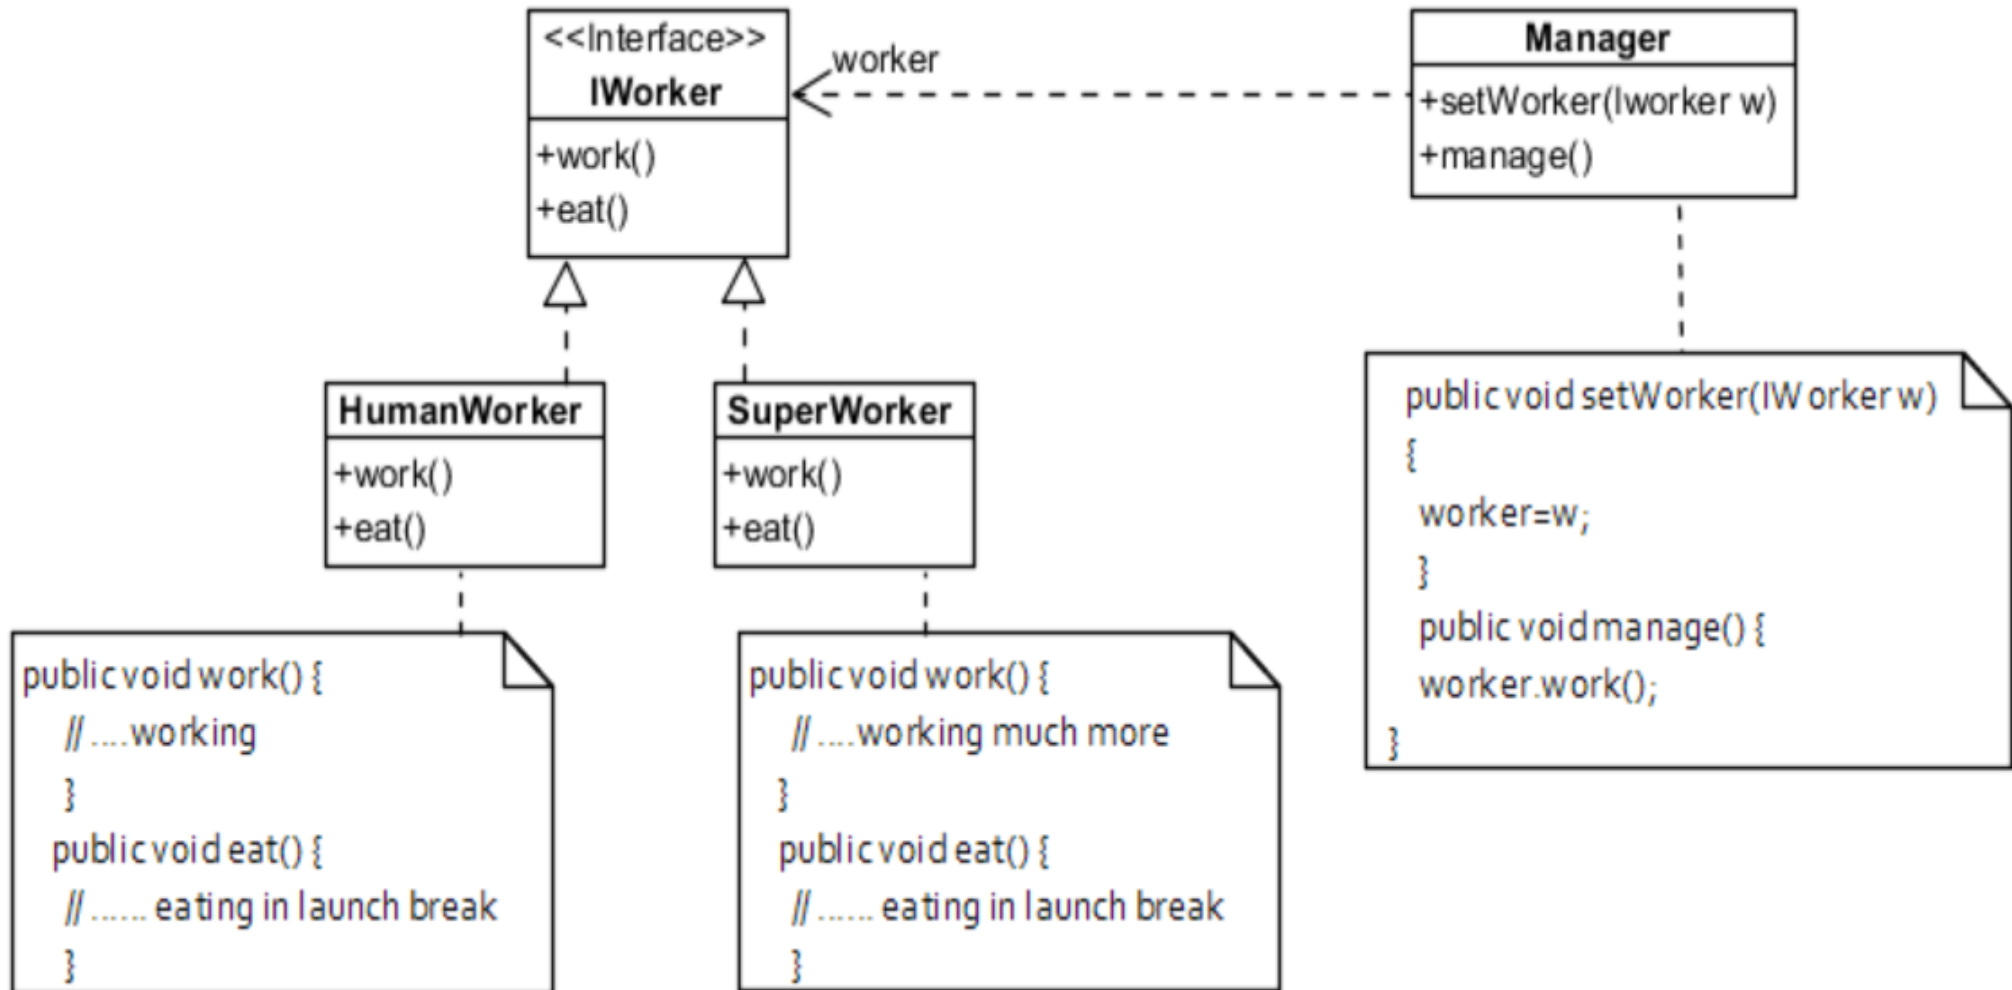 <<Interface>>
IWorker
+work()
+eat()
worker
Manager
+setWorker(Iworker w)
+manage()
HumanWorker
+work()
+eat()
SuperWorker
+work()
+eat()
public void setWorker(IWorker w)
{
worker=w;
}
public void manage() {
worker.work();
}
public void work() {
// ....working
}
public void eat() {
// ...... eating in launch break
}
public void work() {
// ....working much more
}
public void eat() {
// ...... eating in launch break
}